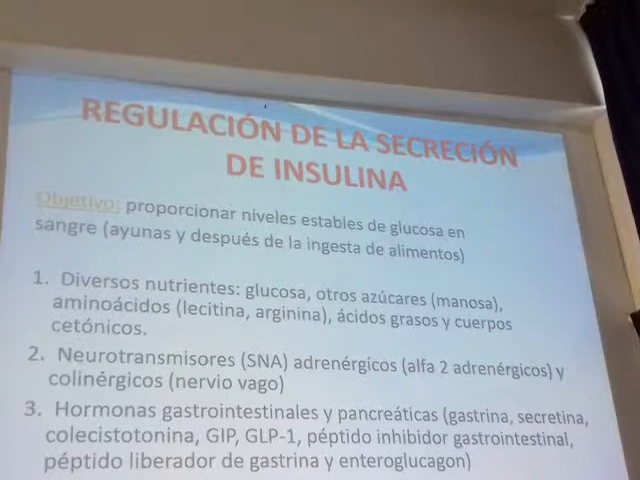 REGULACIÓN DE LA SECRECIÓN
DE INSULINA
Objetivo: proporcionar niveles estables de glucosa en
sangre (ayunas y después de la ingesta de alimentos)
1. Diversos nutrientes: glucosa, otros azúcares (manosa),
aminoácidos (lecitina, arginina), ácidos grasos y cuerpos
cetónicos.
2. Neurotransmisores (SNA) adrenérgicos (alfa 2 adrenérgicos) y
colinérgicos (nervio vago)
3. Hormonas gastrointestinales y pancreáticas (gastrina, secretina,
colecistotonina, GIP, GLP-1, péptido inhibidor gastrointestinal,
péptido liberador de gastrina y enteroglucagon)